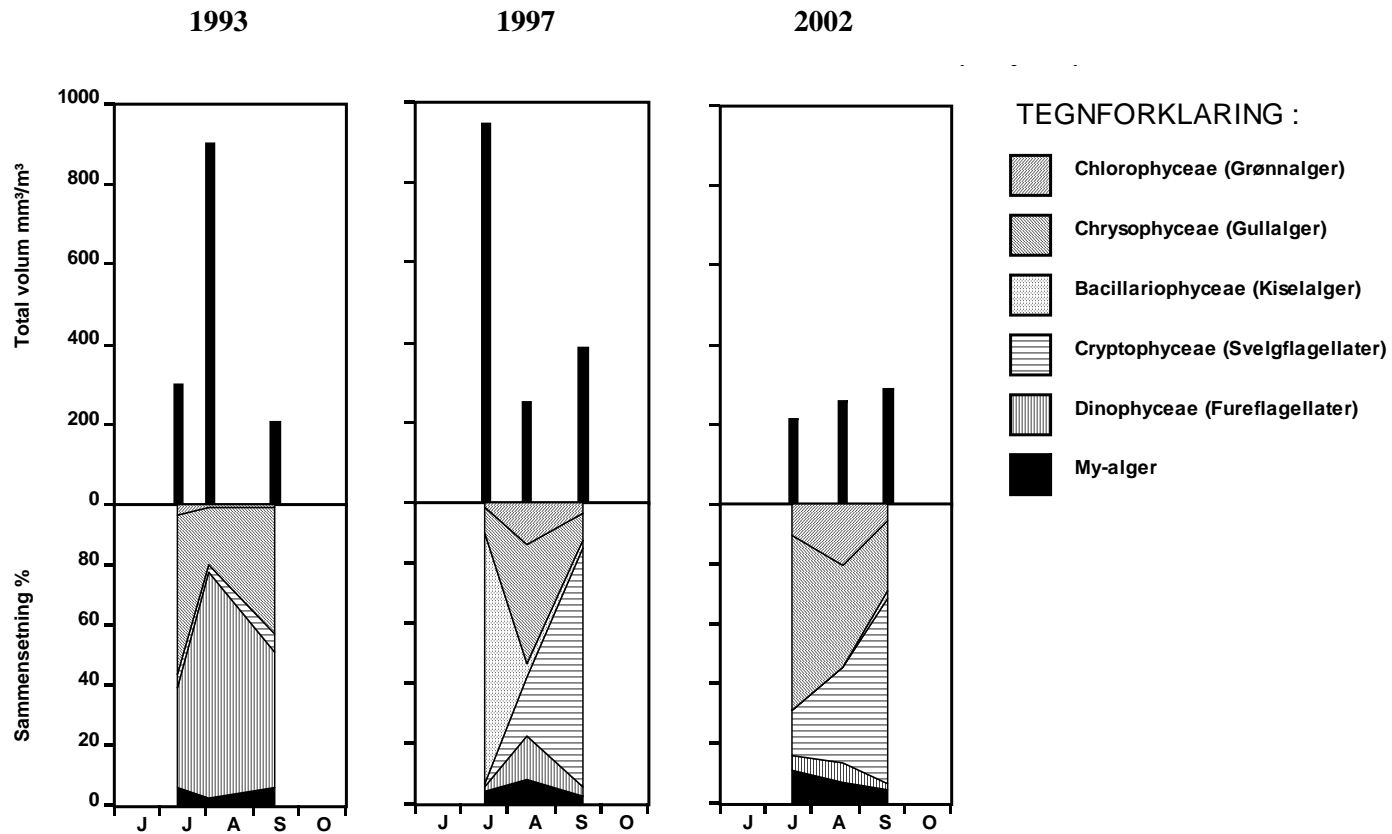 1993 1997 2002
TEGNFORKLARING :
Chlorophyceae (Grønnalger)
Chrysophyceae (Gullalger)
Bacillariophyceae (Kiselalger)
Cryptophyceae (Svelgflagellater)
Dinophyceae (Fureflagellater)
My-alger
Total volum mm³/m³
1000
800
600
400
200
0
Sammensetning %
80
60
40
20
0
J J A S O J J A S O J J A S O